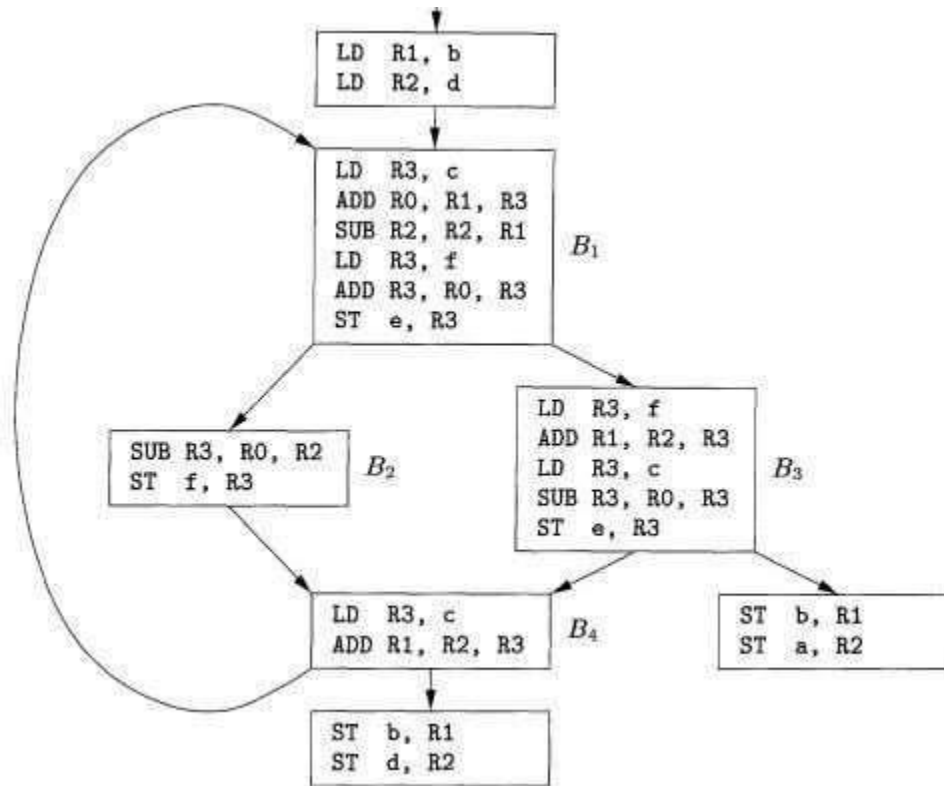 LD R1, b
LD R2, d
LD R3, c
ADD R0, R1, R3
SUB R2, R2, R1
LD R3, f
ADD R3, R0, R3
ST e, R3
B1
SUB R3, R0, R2
ST f, R3
B2
LD R3, f
ADD R1, R2, R3
LD R3, c
SUB R3, R0, R3
ST e, R3
B3
LD R3, c
ADD R1, R2, R3
B4
ST b, R1
ST a, R2
ST b, R1
ST d, R2